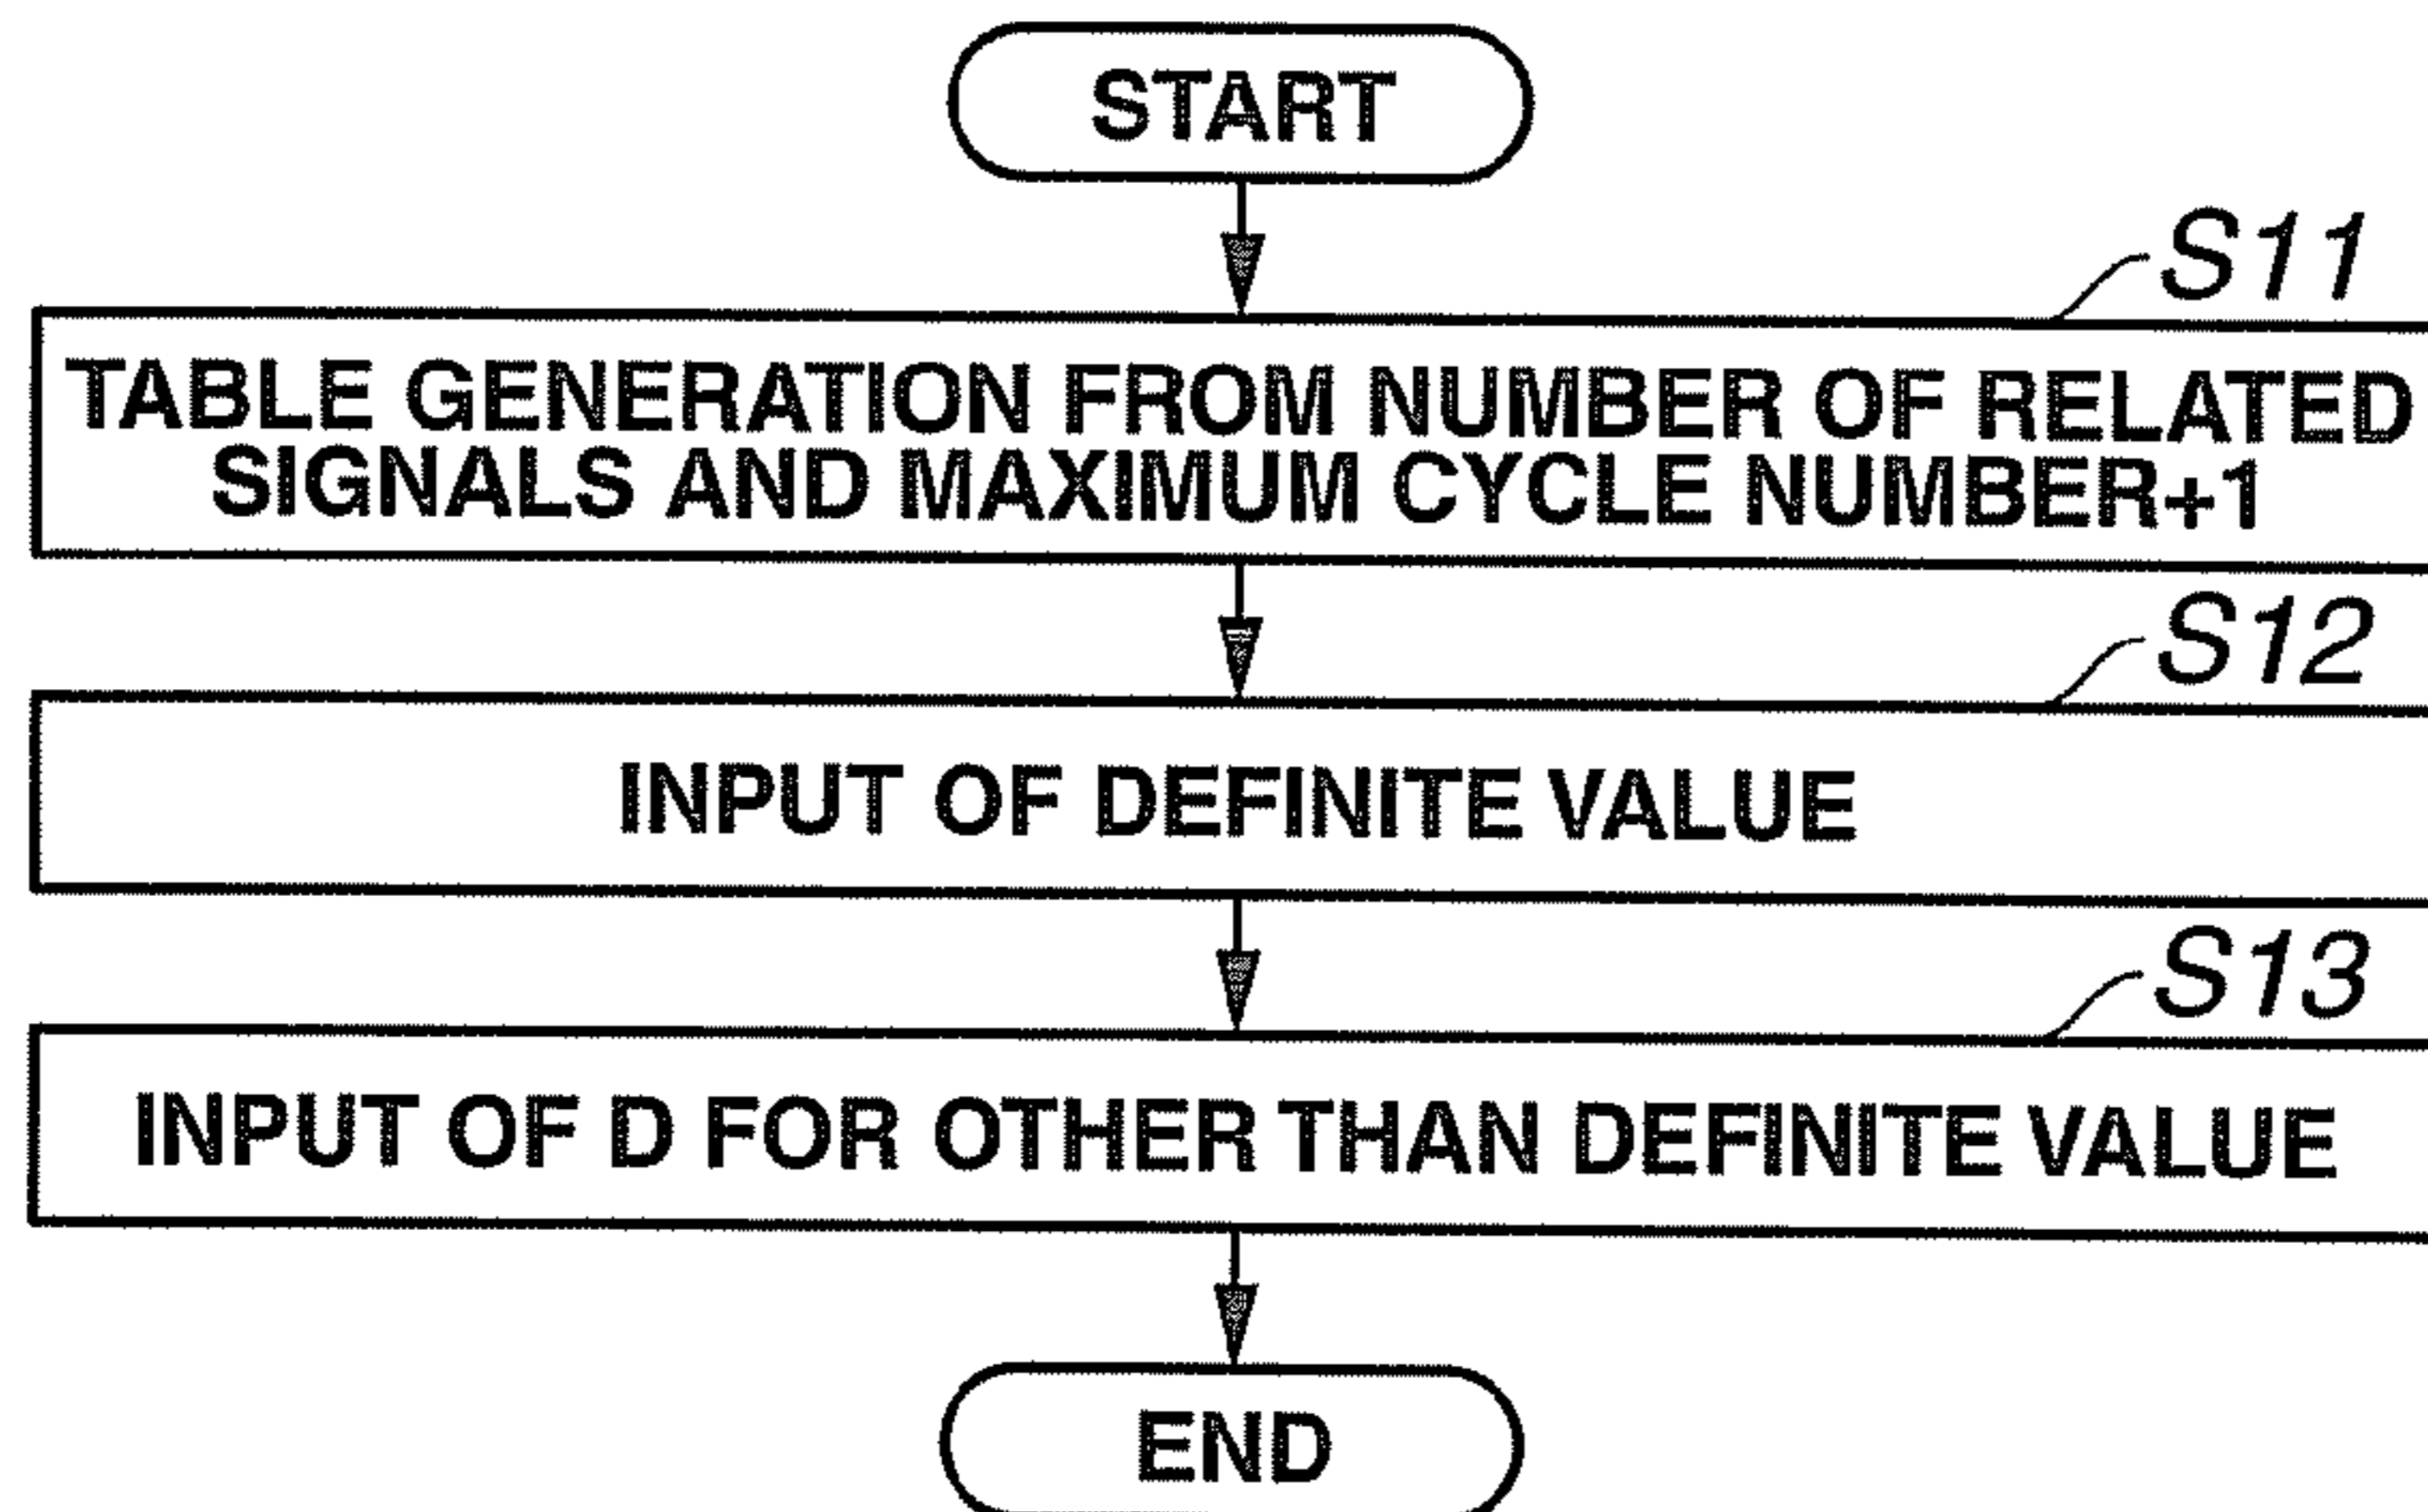 START
S11
TABLE GENERATION FROM NUMBER OF RELATED
SIGNALS AND MAXIMUM CYCLE NUMBER+1
S12
INPUT OF DEFINITE VALUE
S13
INPUT OF D FOR OTHER THAN DEFINITE VALUE
END